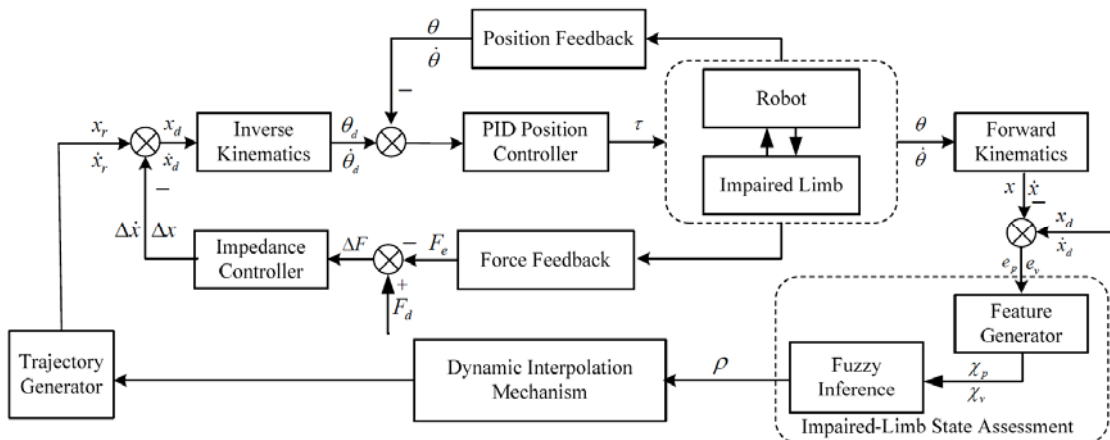 θ
θ̇
Position Feedback
−
Robot
Impaired Limb
x_r
ẋ_r
x_d
ẋ_d
−
Inverse
Kinematics
θ_d
θ̇_d
PID Position
Controller
τ
θ
θ̇
Forward
Kinematics
x ẋ
−
x_d
ẋ_d
e_p e_v
Δẋ Δx
Impedance
Controller
ΔF
−
F_e
Force Feedback
+
F_d
Feature
Generator
χ_p
χ_v
Fuzzy
Inference
Impaired-Limb State Assessment
ρ
Dynamic Interpolation
Mechanism
Trajectory
Generator